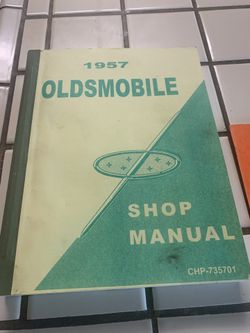 1957
OLDSMOBILE
SHOP
MANUAL
CHP-735701